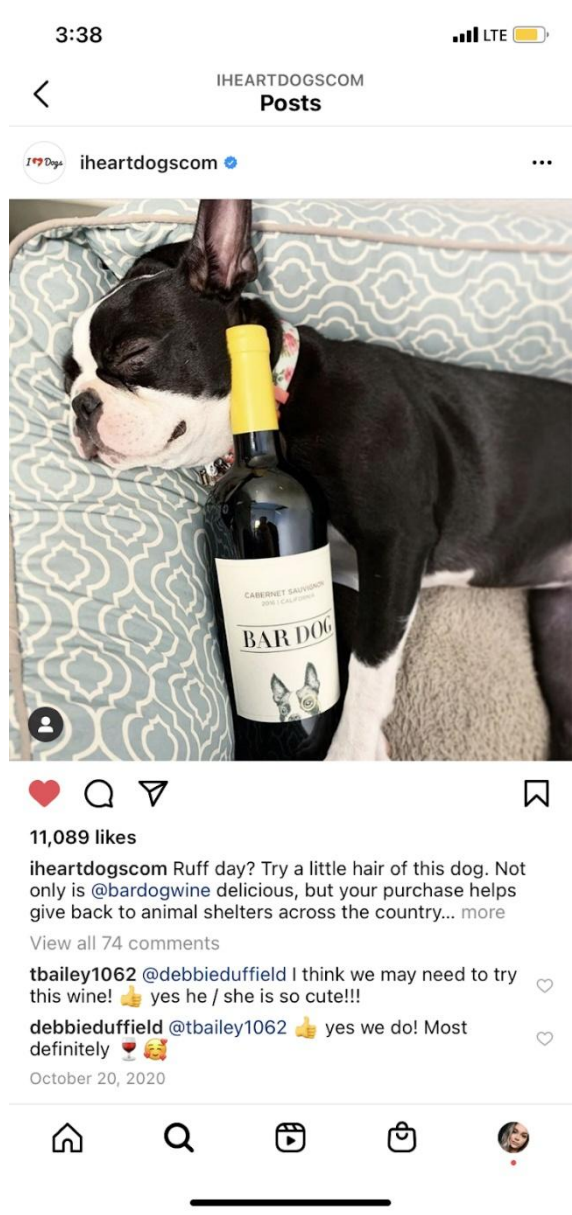 3:38
LTE
IHEARTDOGSCOM
Posts
I ❤ Dogs
iheartdogscom
CABERNET SAUVIGNON
2016 | CALIFORNIA
BAR DOG
11,089 likes
iheartdogscom Ruff day? Try a little hair of this dog. Not
only is @bardogwine delicious, but your purchase helps
give back to animal shelters across the country... more
View all 74 comments
tbailey1062 @debbieduffield I think we may need to try
this wine! 👍 yes he / she is so cute!!!
debbieduffield @tbailey1062 👍 yes we do! Most
definitely 🍷 🥰
October 20, 2020